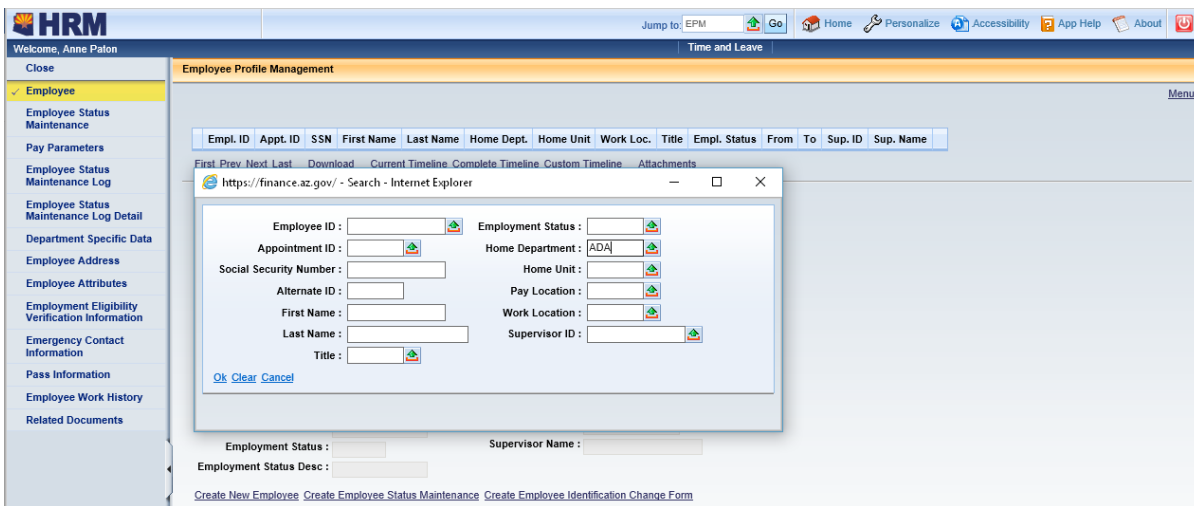 HRM
Jump to: EPM Go Home Personalize Accessibility App Help About
Welcome, Anne Paton Time and Leave
Close
Employee Profile Management
✓ Employee
Menu
Employee Status
Maintenance
Empl. ID Appt. ID SSN First Name Last Name Home Dept. Home Unit Work Loc. Title Empl. Status From To Sup. ID Sup. Name
Pay Parameters
First Prev Next Last Download Current Timeline Complete Timeline Custom Timeline Attachments
Employee Status
Maintenance Log
Employee Status
Maintenance Log Detail
Department Specific Data
Employee Address
Employee Attributes
Employment Eligibility
Verification Information
Emergency Contact
Information
Pass Information
Employee Work History
Related Documents
https://finance.az.gov/ - Search - Internet Explorer
Employee ID : Employment Status :
Appointment ID : Home Department : ADA
Social Security Number : Home Unit :
Alternate ID : Pay Location :
First Name : Work Location :
Last Name : Supervisor ID :
Title :
Ok Clear Cancel
Employment Status : Supervisor Name :
Employment Status Desc :
Create New Employee Create Employee Status Maintenance Create Employee Identification Change Form